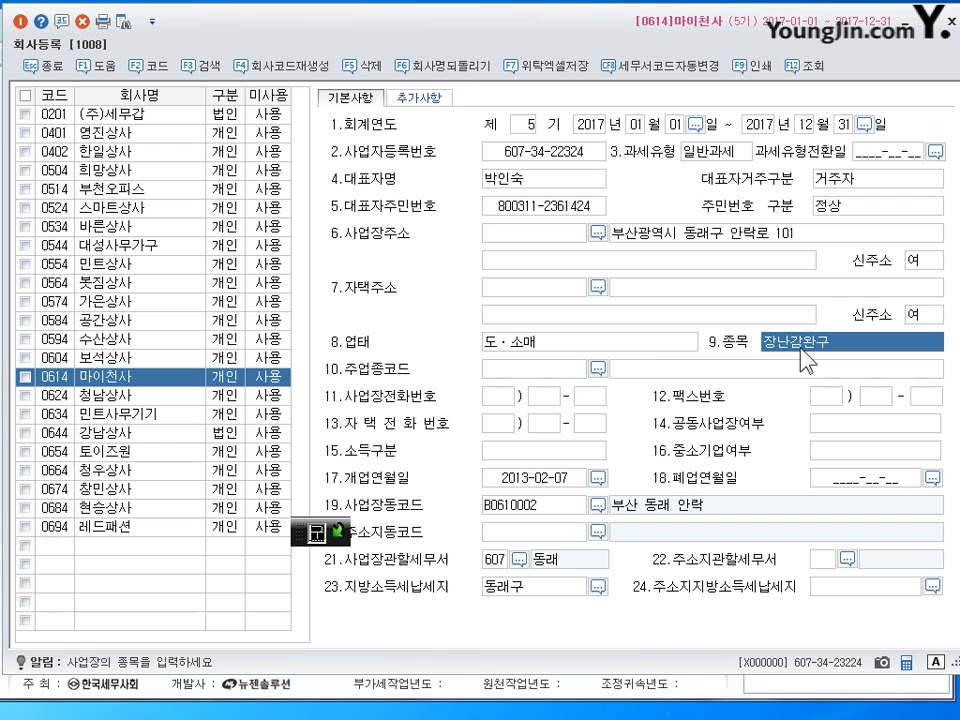 [0614]마이천사 (5기) 2017-01-01 ~ 2017-12-31
YoungJin.com Y.
회사등록 [1008]
Esc 종료 F1 도움 F2 코드 F3 검색 F4 회사코드재생성 F5 삭제 F6 회사명되돌리기 F7 위탁엑셀저장 CF8 세무서코드자동변경 F9 인쇄 F12 조회
코드 회사명 구분 미사용
0201 (주)세무갑 법인 사용
0401 영진상사 개인 사용
0402 한일상사 개인 사용
0504 희망상사 개인 사용
0514 부천오피스 개인 사용
0524 스마트상사 개인 사용
0534 바른상사 개인 사용
0544 대성사무가구 개인 사용
0554 민트상사 개인 사용
0564 봇짐상사 개인 사용
0574 가은상사 개인 사용
0584 공간상사 개인 사용
0594 수산상사 개인 사용
0604 보석상사 개인 사용
0614 마이천사 개인 사용
0624 청남상사 개인 사용
0634 민트사무기기 개인 사용
0644 강남상사 법인 사용
0654 토이즈원 개인 사용
0664 청우상사 개인 사용
0674 창민상사 개인 사용
0684 현승상사 개인 사용
0694 레드패션 개인 사용
기본사항 추가사항
1.회계연도 제 5 기 2017 년 01 월 01 일 ~ 2017 년 12 월 31 일
2.사업자등록번호 607-34-22324 3.과세유형 일반과세 과세유형전환일 ____-__-__
4.대표자명 박인숙 대표자거주구분 거주자
5.대표자주민번호 800311-2361424 주민번호 구분 정상
6.사업장주소 부산광역시 동래구 안락로 101
신주소 여
7.자택주소
신주소 여
8.업태 도·소매 9.종목 장난감완구
10.주업종코드
11.사업장전화번호 ) - 12.팩스번호 ) -
13.자 택 전 화 번호 ) - 14.공동사업장여부
15.소득구분 16.중소기업여부
17.개업연월일 2013-02-07 18.폐업연월일 ____-__-__
19.사업장동코드 B0610002 부산 동래 안락
주소지동코드
21.사업장관할세무서 607 동래 22.주소지관할세무서
23.지방소득세납세지 동래구 24.주소지지방소득세납세지
알림 : 사업장의 종목을 입력하세요 [X000000] 607-34-23224 A
주 최 : 한국세무사회 개발사 : 뉴젠솔루션 부가세작업년도 : 원천작업년도 : 조정귀속년도 :